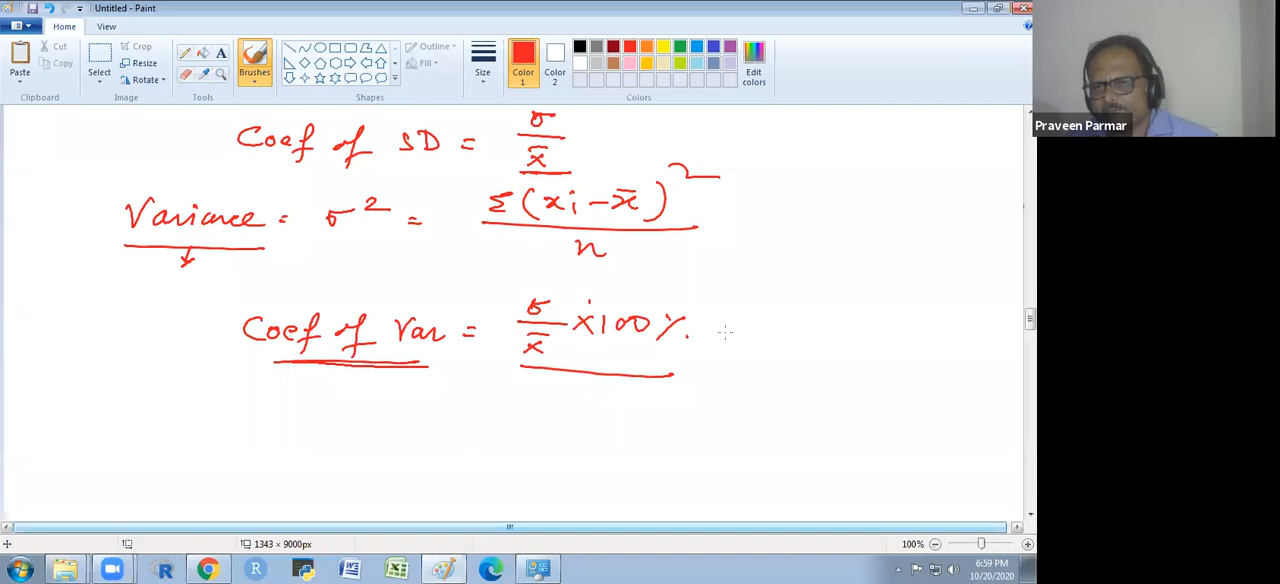 Untitled - Paint
Home View
Paste
Cut
Copy
Clipboard
Select
Crop
Resize
Rotate
Image
Tools
Brushes
Shapes
Outline
Fill
Size
Color 1
Color 2
Edit colors
Colors
Praveen Parmar
Coef of SD = σ / x̄
Variance = σ² = Σ(xi - x̄)² / n
Coef of Var = σ / x̄ × 100 %.
1343 × 9000px
100%
6:59 PM
10/20/2020